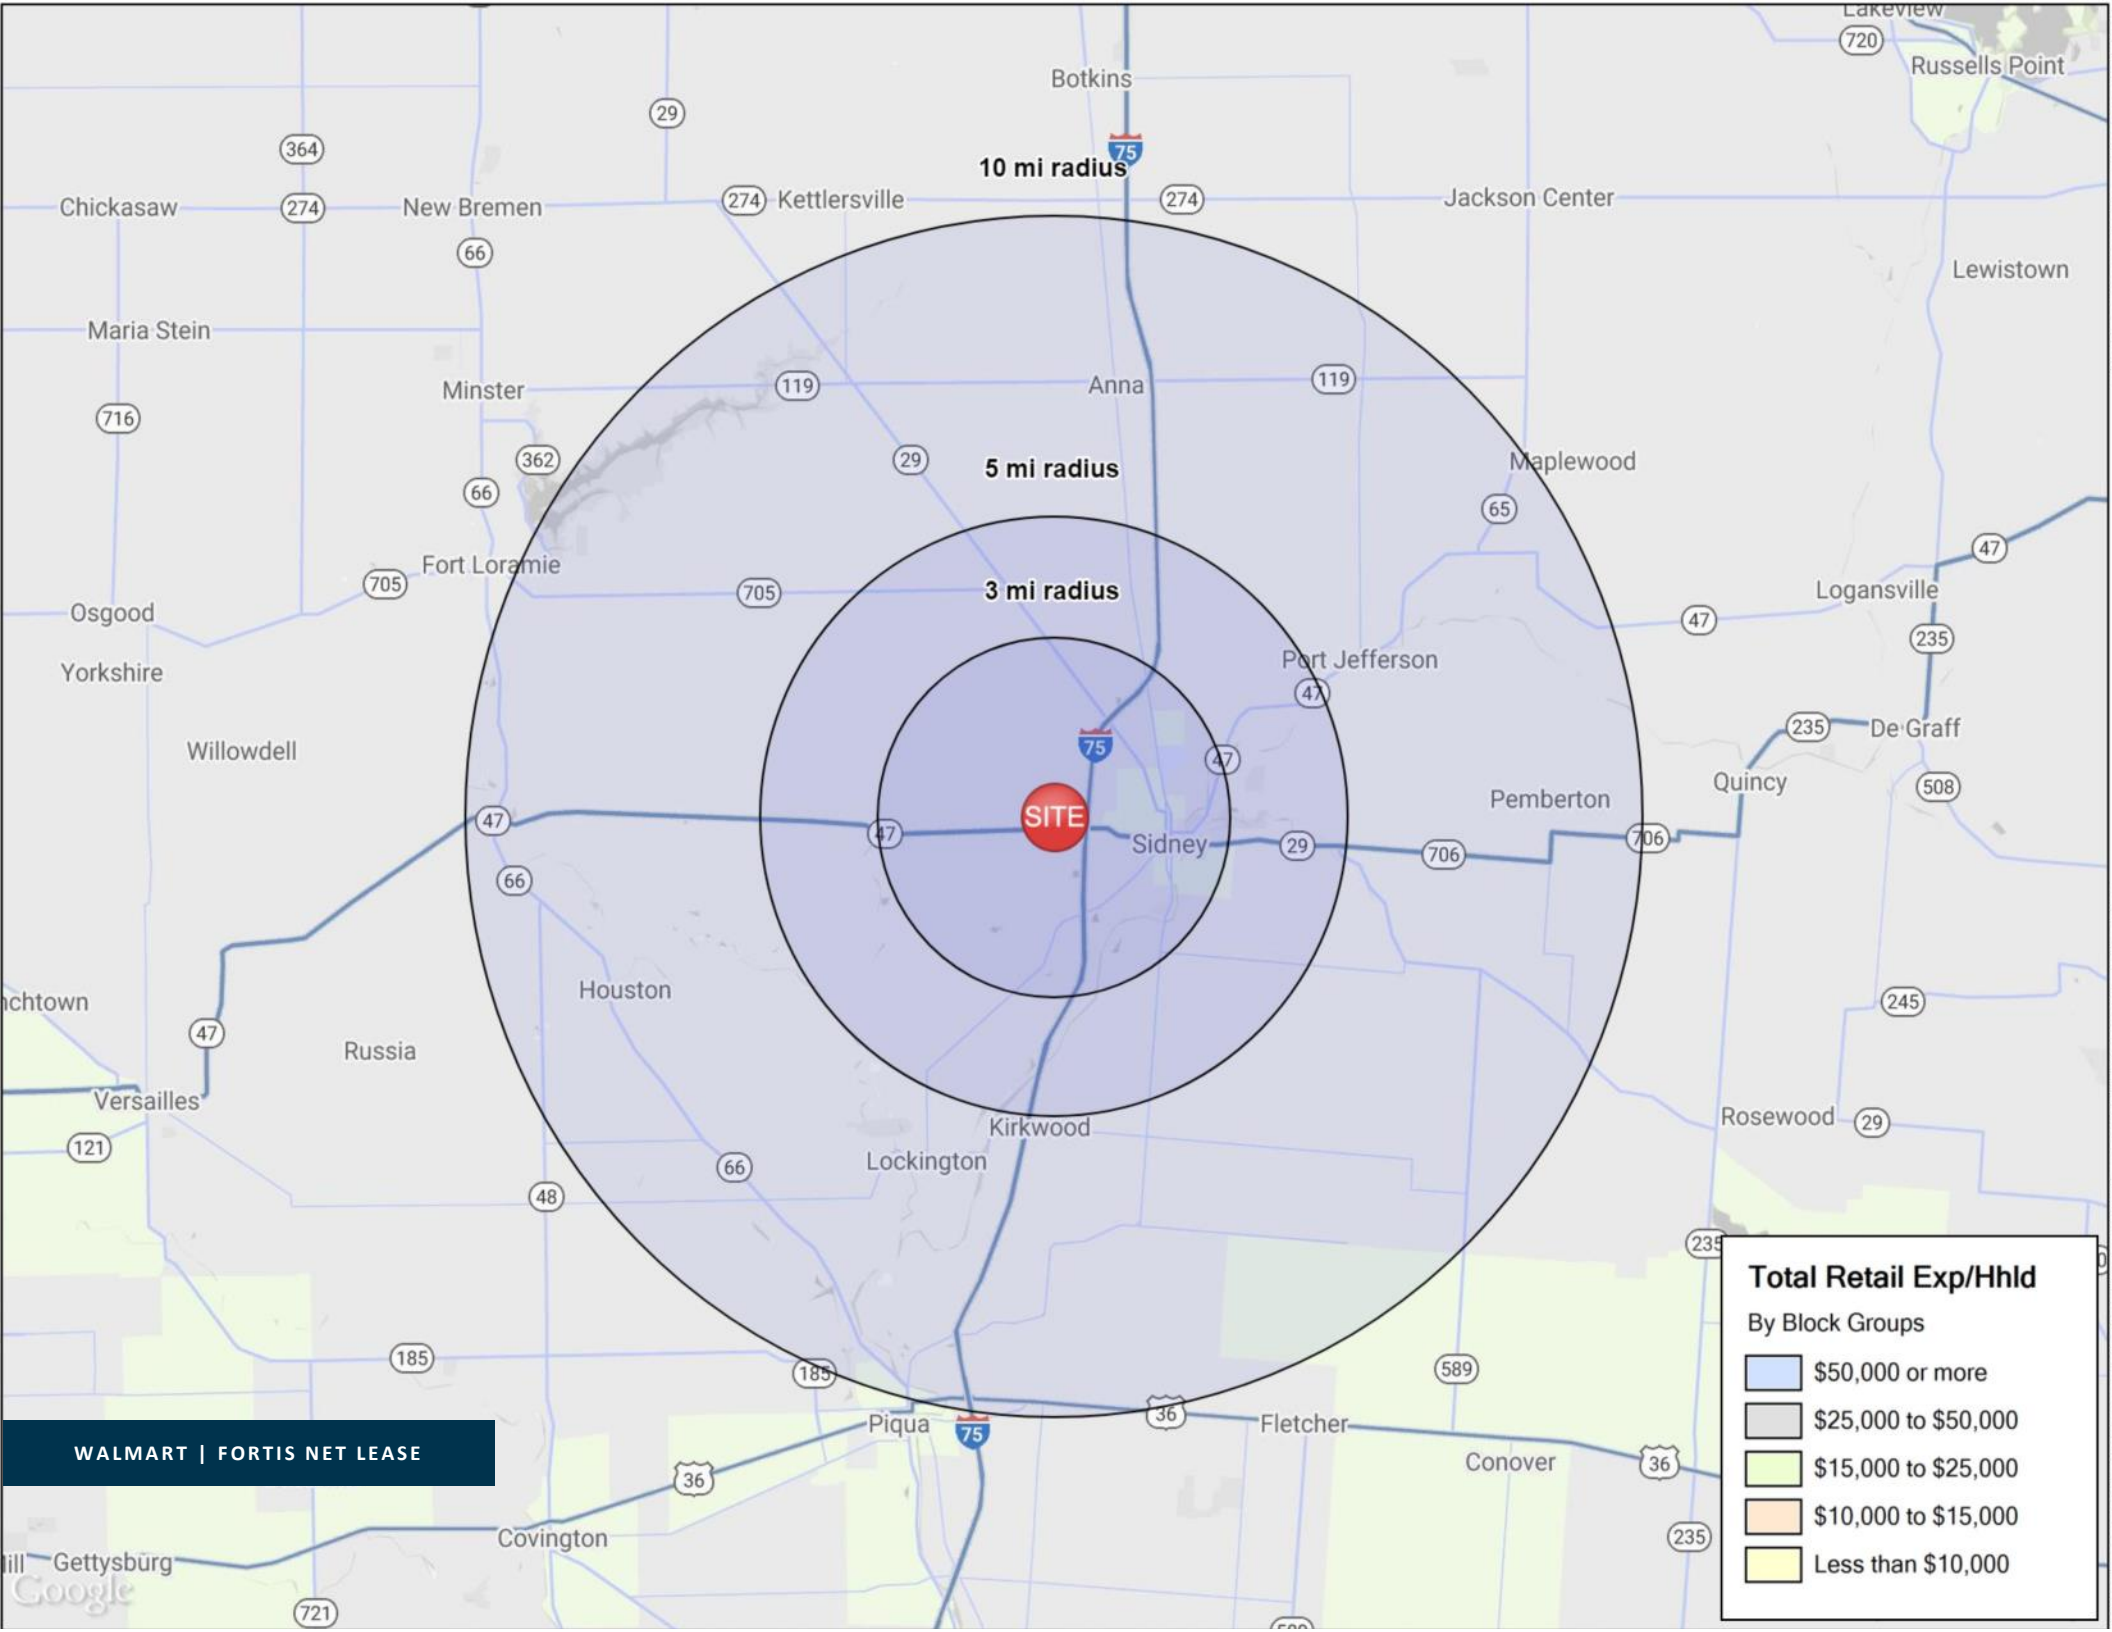 Lakeview
720
Russells Point
Botkins
29
75
364
10 mi radius
Chickasaw
274
New Bremen
274
Kettlersville
274
Jackson Center
66
Lewistown
Maria Stein
Minster
119
Anna
119
716
362
29
5 mi radius
Maplewood
66
65
47
Fort Loramie
705
705
3 mi radius
Logansville
Osgood
47
235
Yorkshire
Port Jefferson
47
235
De Graff
Willowdell
75
47
Quincy
508
Pemberton
47
SITE
47
Sidney
29
706
706
66
Houston
nchtown
245
47
Russia
Versailles
Rosewood
29
Kirkwood
121
Lockington
66
48
235
Total Retail Exp/Hhld
By Block Groups
$50,000 or more
$25,000 to $50,000
$15,000 to $25,000
$10,000 to $15,000
Less than $10,000
185
185
589
36
Piqua
75
Fletcher
WALMART | FORTIS NET LEASE
36
Conover
36
Covington
235
ill
Gettysburg
Google
721